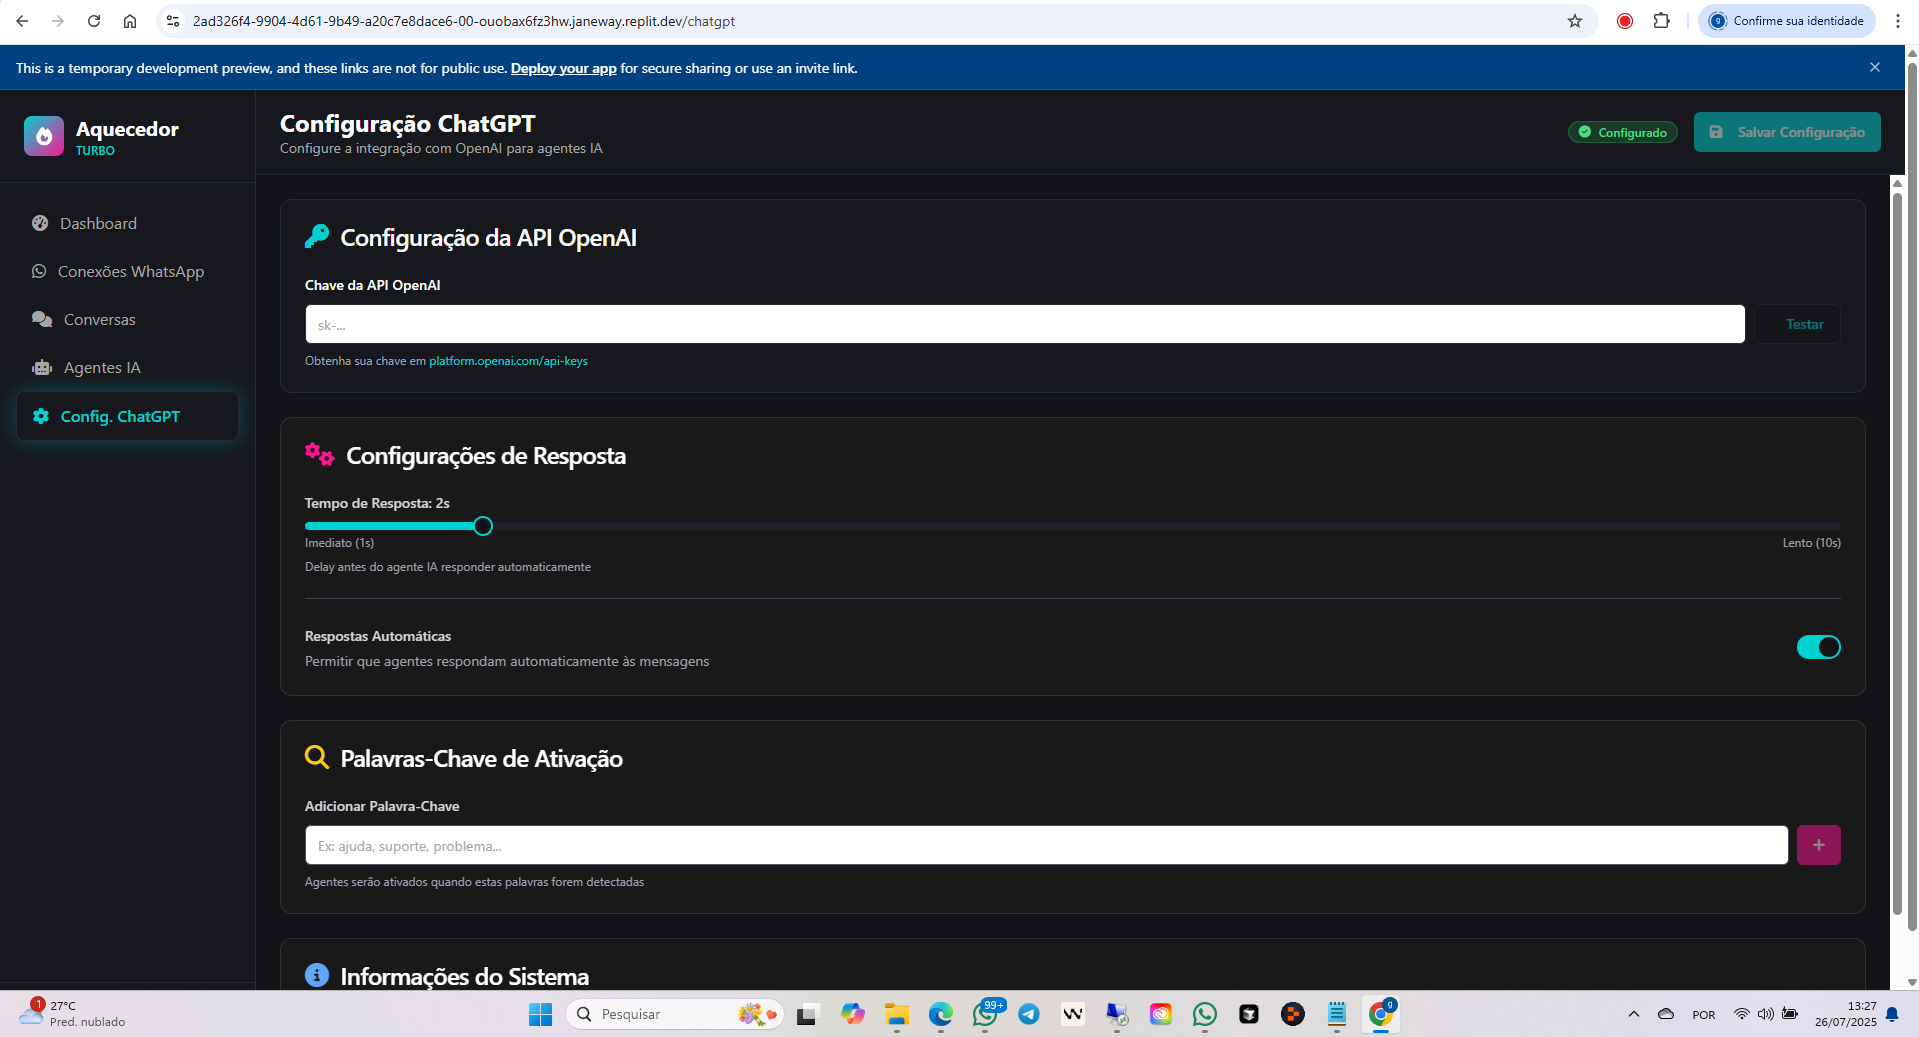 2ad326f4-9904-4d61-9b49-a20c7e8dace6-00-ouobax6fz3hw.janeway.replit.dev/chatgpt
9
Confirme sua identidade
This is a temporary development preview, and these links are not for public use. Deploy your app for secure sharing or use an invite link.
Aquecedor
TURBO
Dashboard
Conexões WhatsApp
Conversas
Agentes IA
Config. ChatGPT
Configuração ChatGPT
Configure a integração com OpenAI para agentes IA
Configurado
Salvar Configuração
Configuração da API OpenAI
Chave da API OpenAI
sk-...
Testar
Obtenha sua chave em platform.openai.com/api-keys
Configurações de Resposta
Tempo de Resposta: 2s
Imediato (1s)
Lento (10s)
Delay antes do agente IA responder automaticamente
Respostas Automáticas
Permitir que agentes respondam automaticamente às mensagens
Palavras-Chave de Ativação
Adicionar Palavra-Chave
Ex: ajuda, suporte, problema...
+
Agentes serão ativados quando estas palavras forem detectadas
Informações do Sistema
1
27°C
Pred. nublado
Pesquisar
99+
9
POR
13:27
26/07/2025